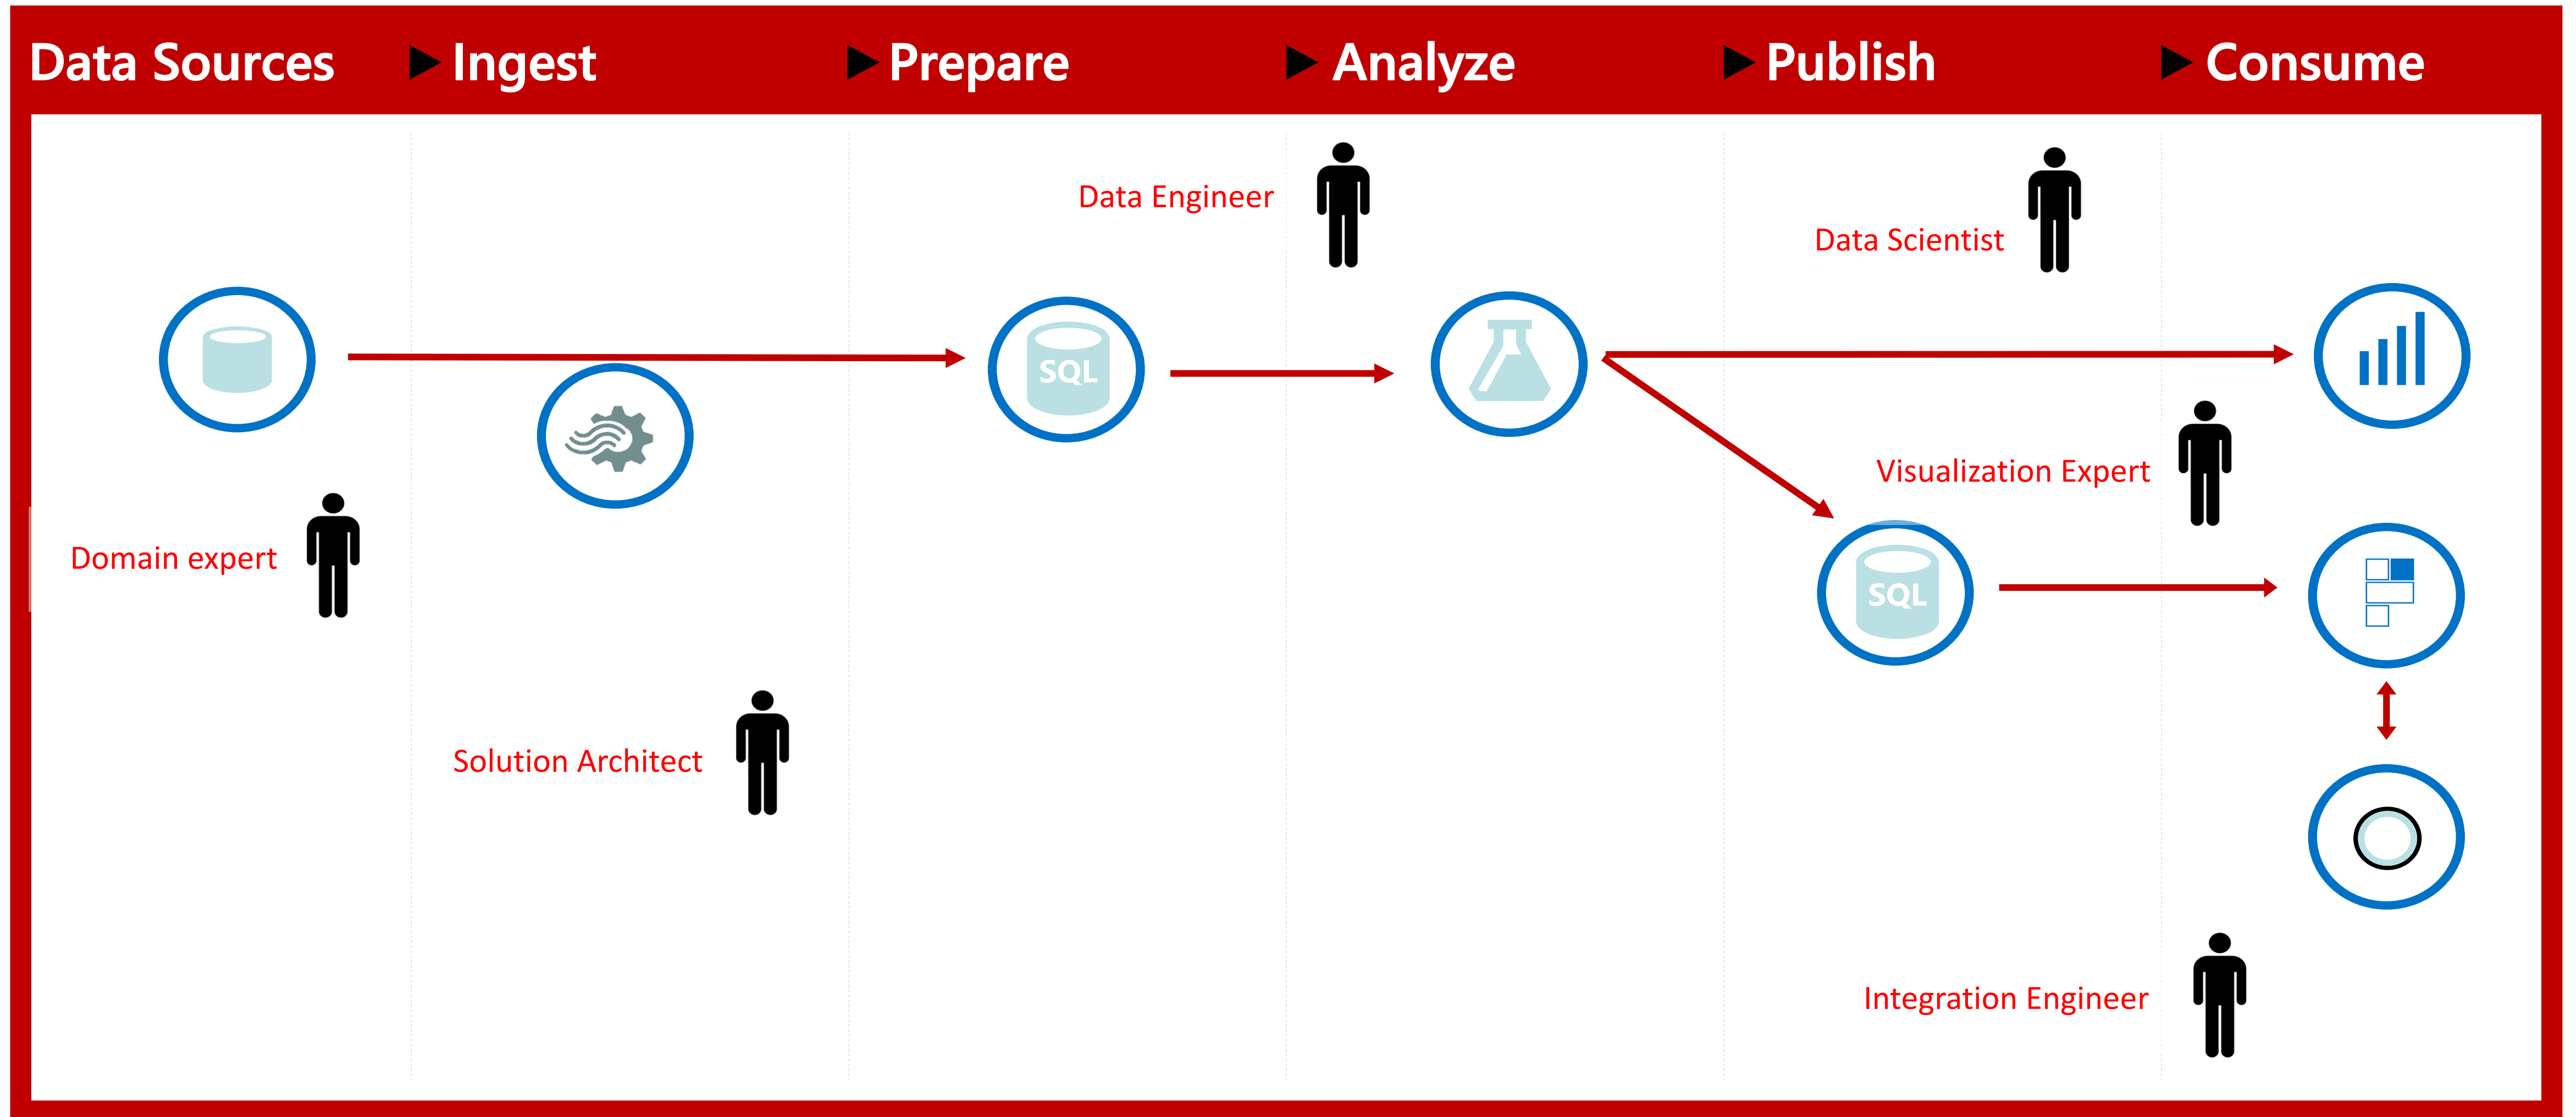 Data Sources
Ingest
Prepare
Analyze
Publish
Consume
Data Engineer
Data Scientist
SQL
Visualization Expert
Domain expert
SQL
Solution Architect
Integration Engineer